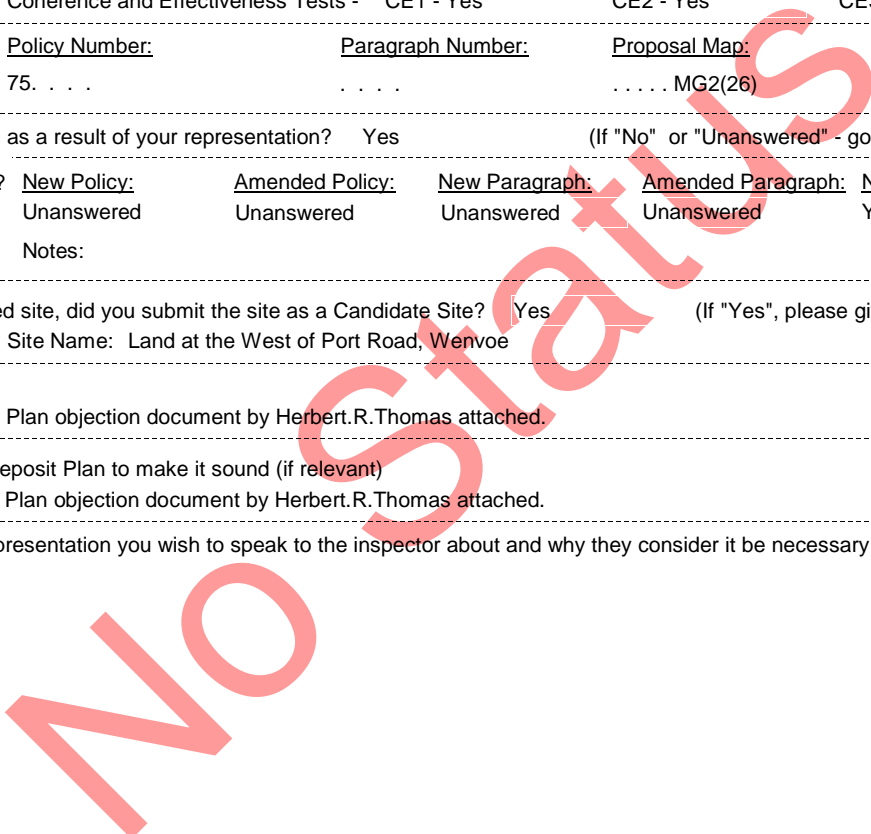 Coherence and Effectiveness Tests - CE1 - Yes CE2 - Yes
Policy Number: Paragraph Number: Proposal Map:
75. . . . . . . . . . . . . MG2(26)
as a result of your representation? Yes (If "No" or "Unanswered" - go
? New Policy: Amended Policy: New Paragraph: Amended Paragraph: N
Unanswered Unanswered Unanswered Unanswered Y
Notes:
ed site, did you submit the site as a Candidate Site? Yes (If "Yes", please gi
Site Name: Land at the West of Port Road, Wenvoe
Plan objection document by Herbert.R.Thomas attached.
eposit Plan to make it sound (if relevant)
Plan objection document by Herbert.R.Thomas attached.
presentation you wish to speak to the inspector about and why they consider it be necessary
No Status